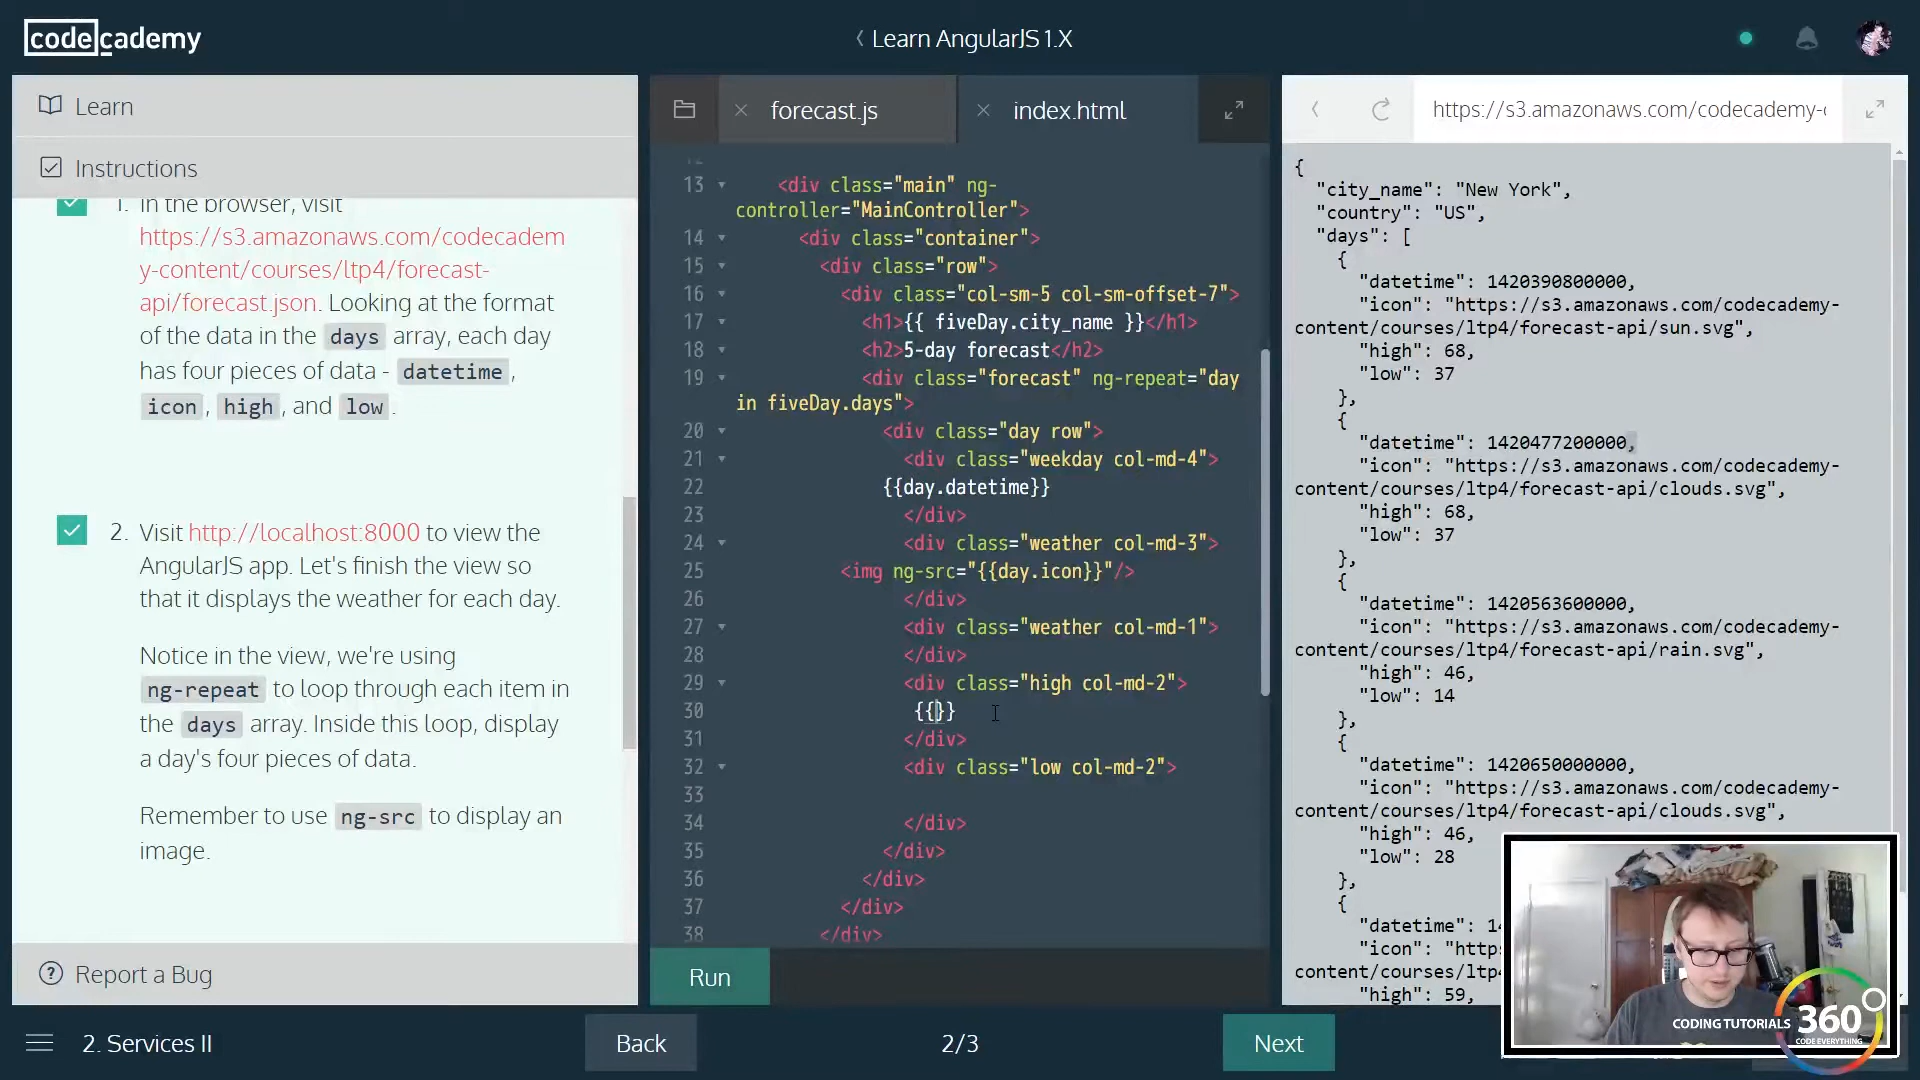 codecademy
Learn AngularJS 1.X
Learn
Instructions
1. In the browser, visit
https://s3.amazonaws.com/codecadem
y-content/courses/ltp4/forecast-
api/forecast.json. Looking at the format
of the data in the days array, each day
has four pieces of data - datetime,
icon, high, and low.
2. Visit http://localhost:8000 to view the
AngularJS app. Let's finish the view so
that it displays the weather for each day.
Notice in the view, we're using
ng-repeat to loop through each item in
the days array. Inside this loop, display
a day's four pieces of data.
Remember to use ng-src to display an
image.
Report a Bug
forecast.js
index.html
13 <div class="main" ng-
controller="MainController">
14 <div class="container">
15 <div class="row">
16 <div class="col-sm-5 col-sm-offset-7">
17 <h1>{{ fiveDay.city_name }}</h1>
18 <h2>5-day forecast</h2>
19 <div class="forecast" ng-repeat="day
in fiveDay.days">
20 <div class="day row">
21 <div class="weekday col-md-4">
22 {{day.datetime}}
23 </div>
24 <div class="weather col-md-3">
25 <img ng-src="{{day.icon}}"/>
26 </div>
27 <div class="weather col-md-1">
28 </div>
29 <div class="high col-md-2">
30 {{}}
31 </div>
32 <div class="low col-md-2">
33
34 </div>
35 </div>
36 </div>
37 </div>
38 </div>
Run
https://s3.amazonaws.com/codecademy-
{
"city_name": "New York",
"country": "US",
"days": [
{
"datetime": 1420390800000,
"icon": "https://s3.amazonaws.com/codecademy-
content/courses/ltp4/forecast-api/sun.svg",
"high": 68,
"low": 37
},
{
"datetime": 1420477200000,
"icon": "https://s3.amazonaws.com/codecademy-
content/courses/ltp4/forecast-api/clouds.svg",
"high": 68,
"low": 37
},
{
"datetime": 1420563600000,
"icon": "https://s3.amazonaws.com/codecademy-
content/courses/ltp4/forecast-api/rain.svg",
"high": 46,
"low": 14
},
{
"datetime": 1420650000000,
"icon": "https://s3.amazonaws.com/codecademy-
content/courses/ltp4/forecast-api/clouds.svg",
"high": 46,
"low": 28
},
{
"datetime": 14
"icon": "http
content/courses/ltp4
"high": 59,
CODING TUTORIALS 360°
CODE EVERYTHING
2. Services II
Back
2/3
Next